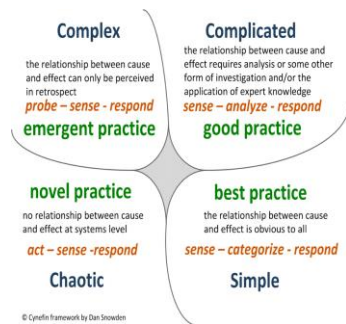 Complex
the relationship between cause
and effect can only be perceived
in retrospect
probe – sense - respond
emergent practice
Complicated
the relationship between cause and
effect requires analysis or some other
form of investigation and/or the
application of expert knowledge
sense – analyze - respond
good practice
novel practice
no relationship between cause
and effect at systems level
act – sense -respond
Chaotic
best practice
the relationship between cause
and effect is obvious to all
sense – categorize - respond
Simple
© Cynefin framework by Dan Snowden